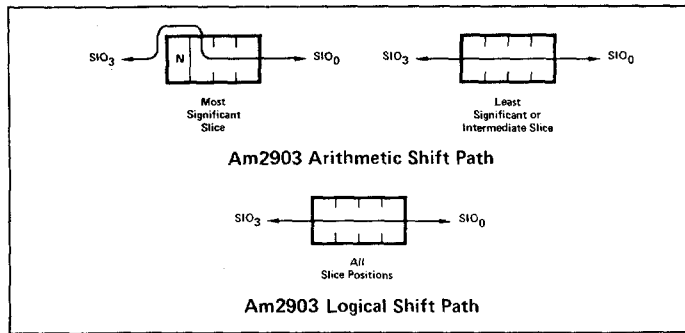 SIO3
N
SIO0
Most
Significant
Slice
SIO3
SIO0
Least
Significant or
Intermediate Slice
Am2903 Arithmetic Shift Path
SIO3
SIO0
All
Slice Positions
Am2903 Logical Shift Path